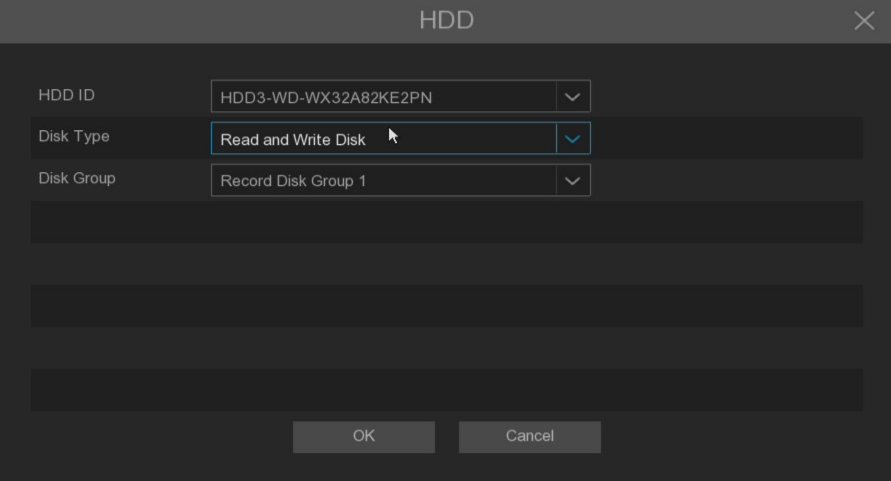 HDD
HDD ID
HDD3-WD-WX32A82KE2PN
Disk Type
Read and Write Disk
Disk Group
Record Disk Group 1
OK
Cancel